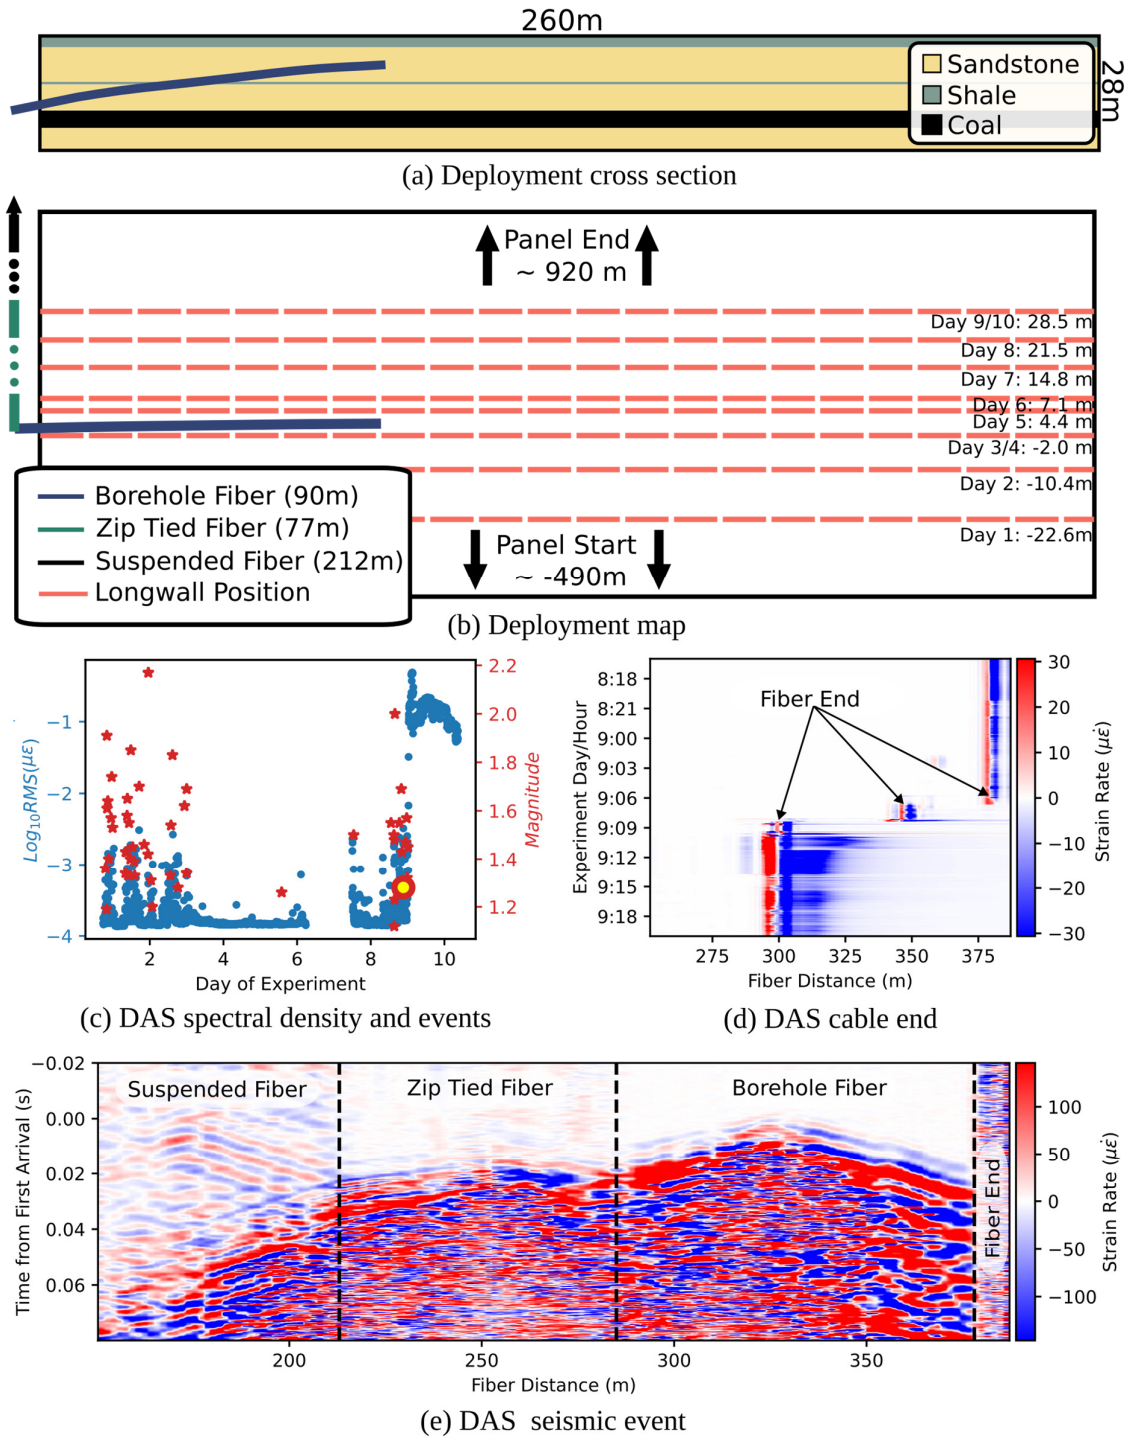 260m
Sandstone
Shale
Coal
28m
(a) Deployment cross section
Panel End
~ 920 m
Day 9/10: 28.5 m
Day 8: 21.5 m
Day 7: 14.8 m
Day 6: 7.1 m
Day 5: 4.4 m
Day 3/4: -2.0 m
Day 2: -10.4m
Day 1: -22.6m
Panel Start
~ -490m
Borehole Fiber (90m)
Zip Tied Fiber (77m)
Suspended Fiber (212m)
Longwall Position
(b) Deployment map
Log₁₀RMS(με)
−1
−2
−3
−4
2 4 6 8 10
Day of Experiment
2.2
2.0
1.8
1.6
1.4
1.2
Magnitude
(c) DAS spectral density and events
Experiment Day/Hour
8:18
8:21
9:00
9:03
9:06
9:09
9:12
9:15
9:18
Fiber End
275 300 325 350 375
Fiber Distance (m)
30
20
10
0
−10
−20
−30
Strain Rate (με̇)
(d) DAS cable end
Time from First Arrival (s)
−0.02
0.00
0.02
0.04
0.06
Suspended Fiber
Zip Tied Fiber
Borehole Fiber
Fiber End
200 250 300 350
Fiber Distance (m)
100
50
0
−50
−100
Strain Rate (με̇)
(e) DAS seismic event